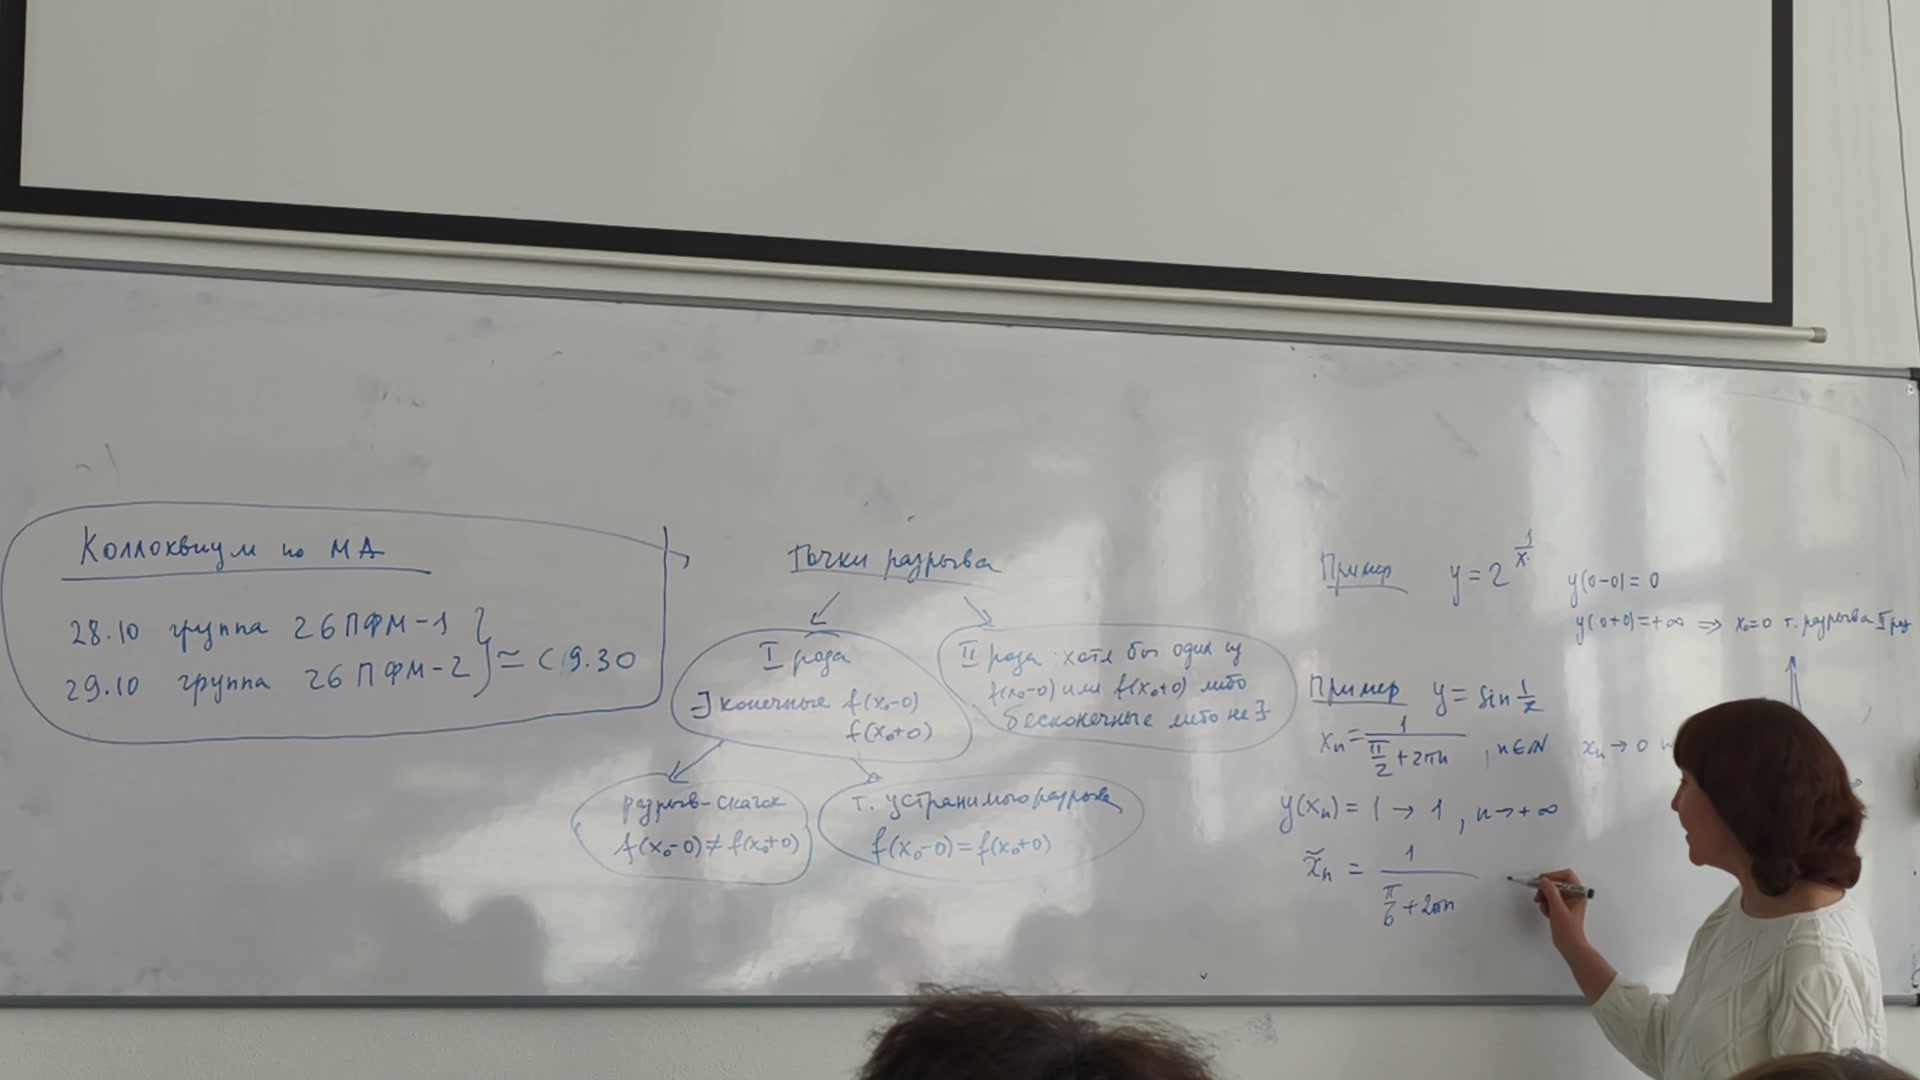 Коллоквиум по МА
28.10 группа 26ПФМ-1
29.10 группа 26ПФМ-2 } ≃ с 9.30
Точки разрыва
I рода
∃ конечные f(x₀-0)
f(x₀+0)
II рода: хотя бы один из
f(x₀-0) или f(x₀+0) либо
бесконечные либо не ∃
разрыв-скачок
f(x₀-0) ≠ f(x₀+0)
т. устранимого разрыва
f(x₀-0) = f(x₀+0)
Пример y = 2^(1/x)
y(0-0) = 0
y(0+0) = +∞ ⇒ x₀=0 т. разрыва II
Пример y = sin 1/x
xₙ = 1/(π/2 + 2πn), n∈N xₙ → 0
y(xₙ) = 1 → 1, n → +∞
x̃ₙ = 1/(π/6 + 2πn)